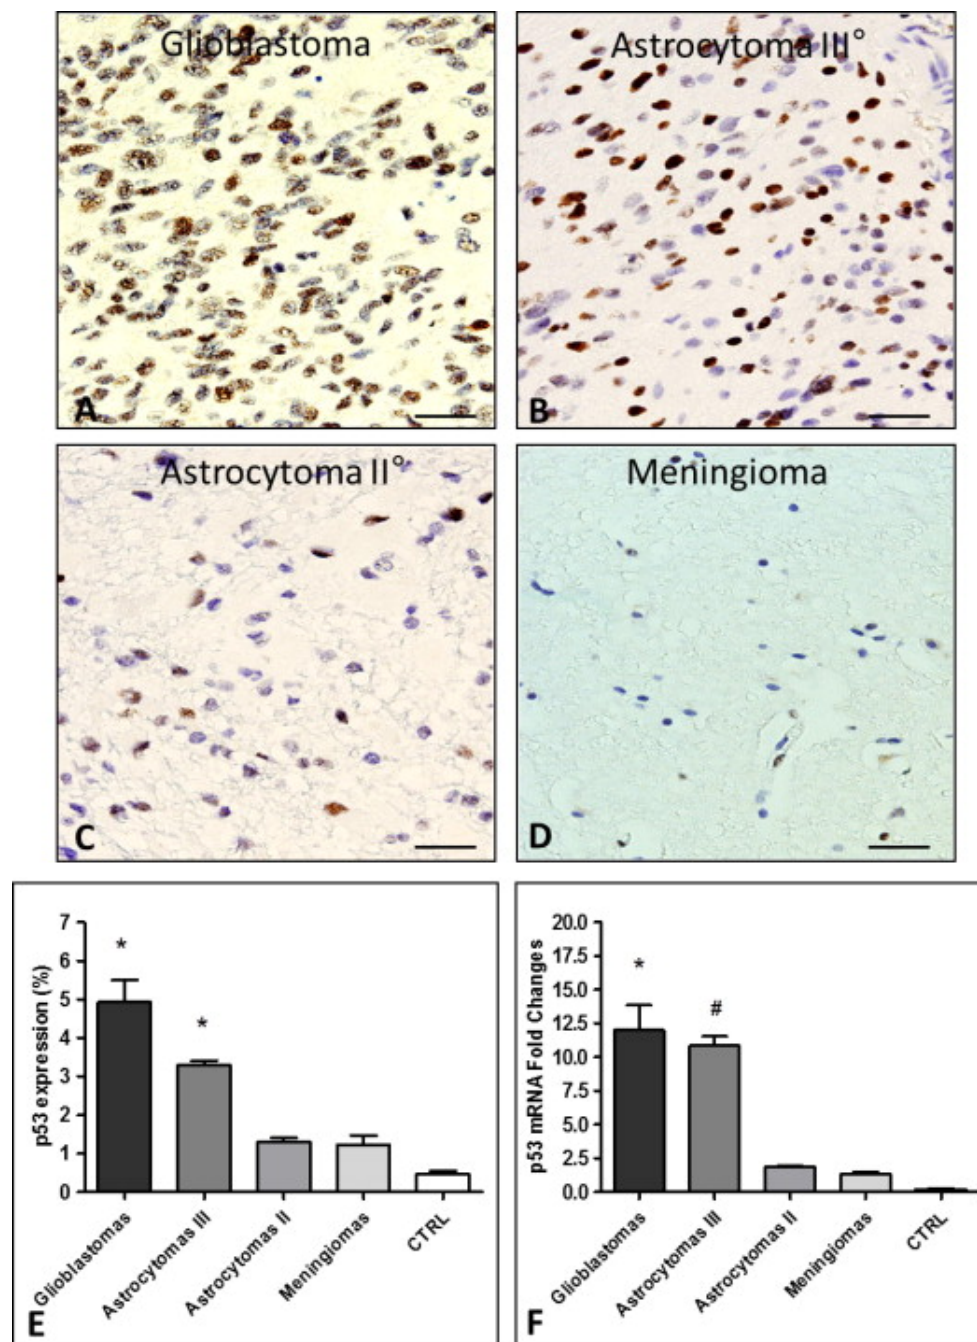 Glioblastoma
Astrocytoma III°
A
B
Astrocytoma II°
Meningioma
C
D
p53 expression (%)
7
6
5
4
3
2
1
0
*
*
Glioblastomas
Astrocytomas III
Astrocytomas II
Meningiomas
CTRL
E
p53 mRNA Fold Changes
20.0
17.5
15.0
12.5
10.0
7.5
5.0
2.5
0.0
*
#
Glioblastomas
Astrocytomas III
Astrocytomas II
Meningiomas
CTRL
F